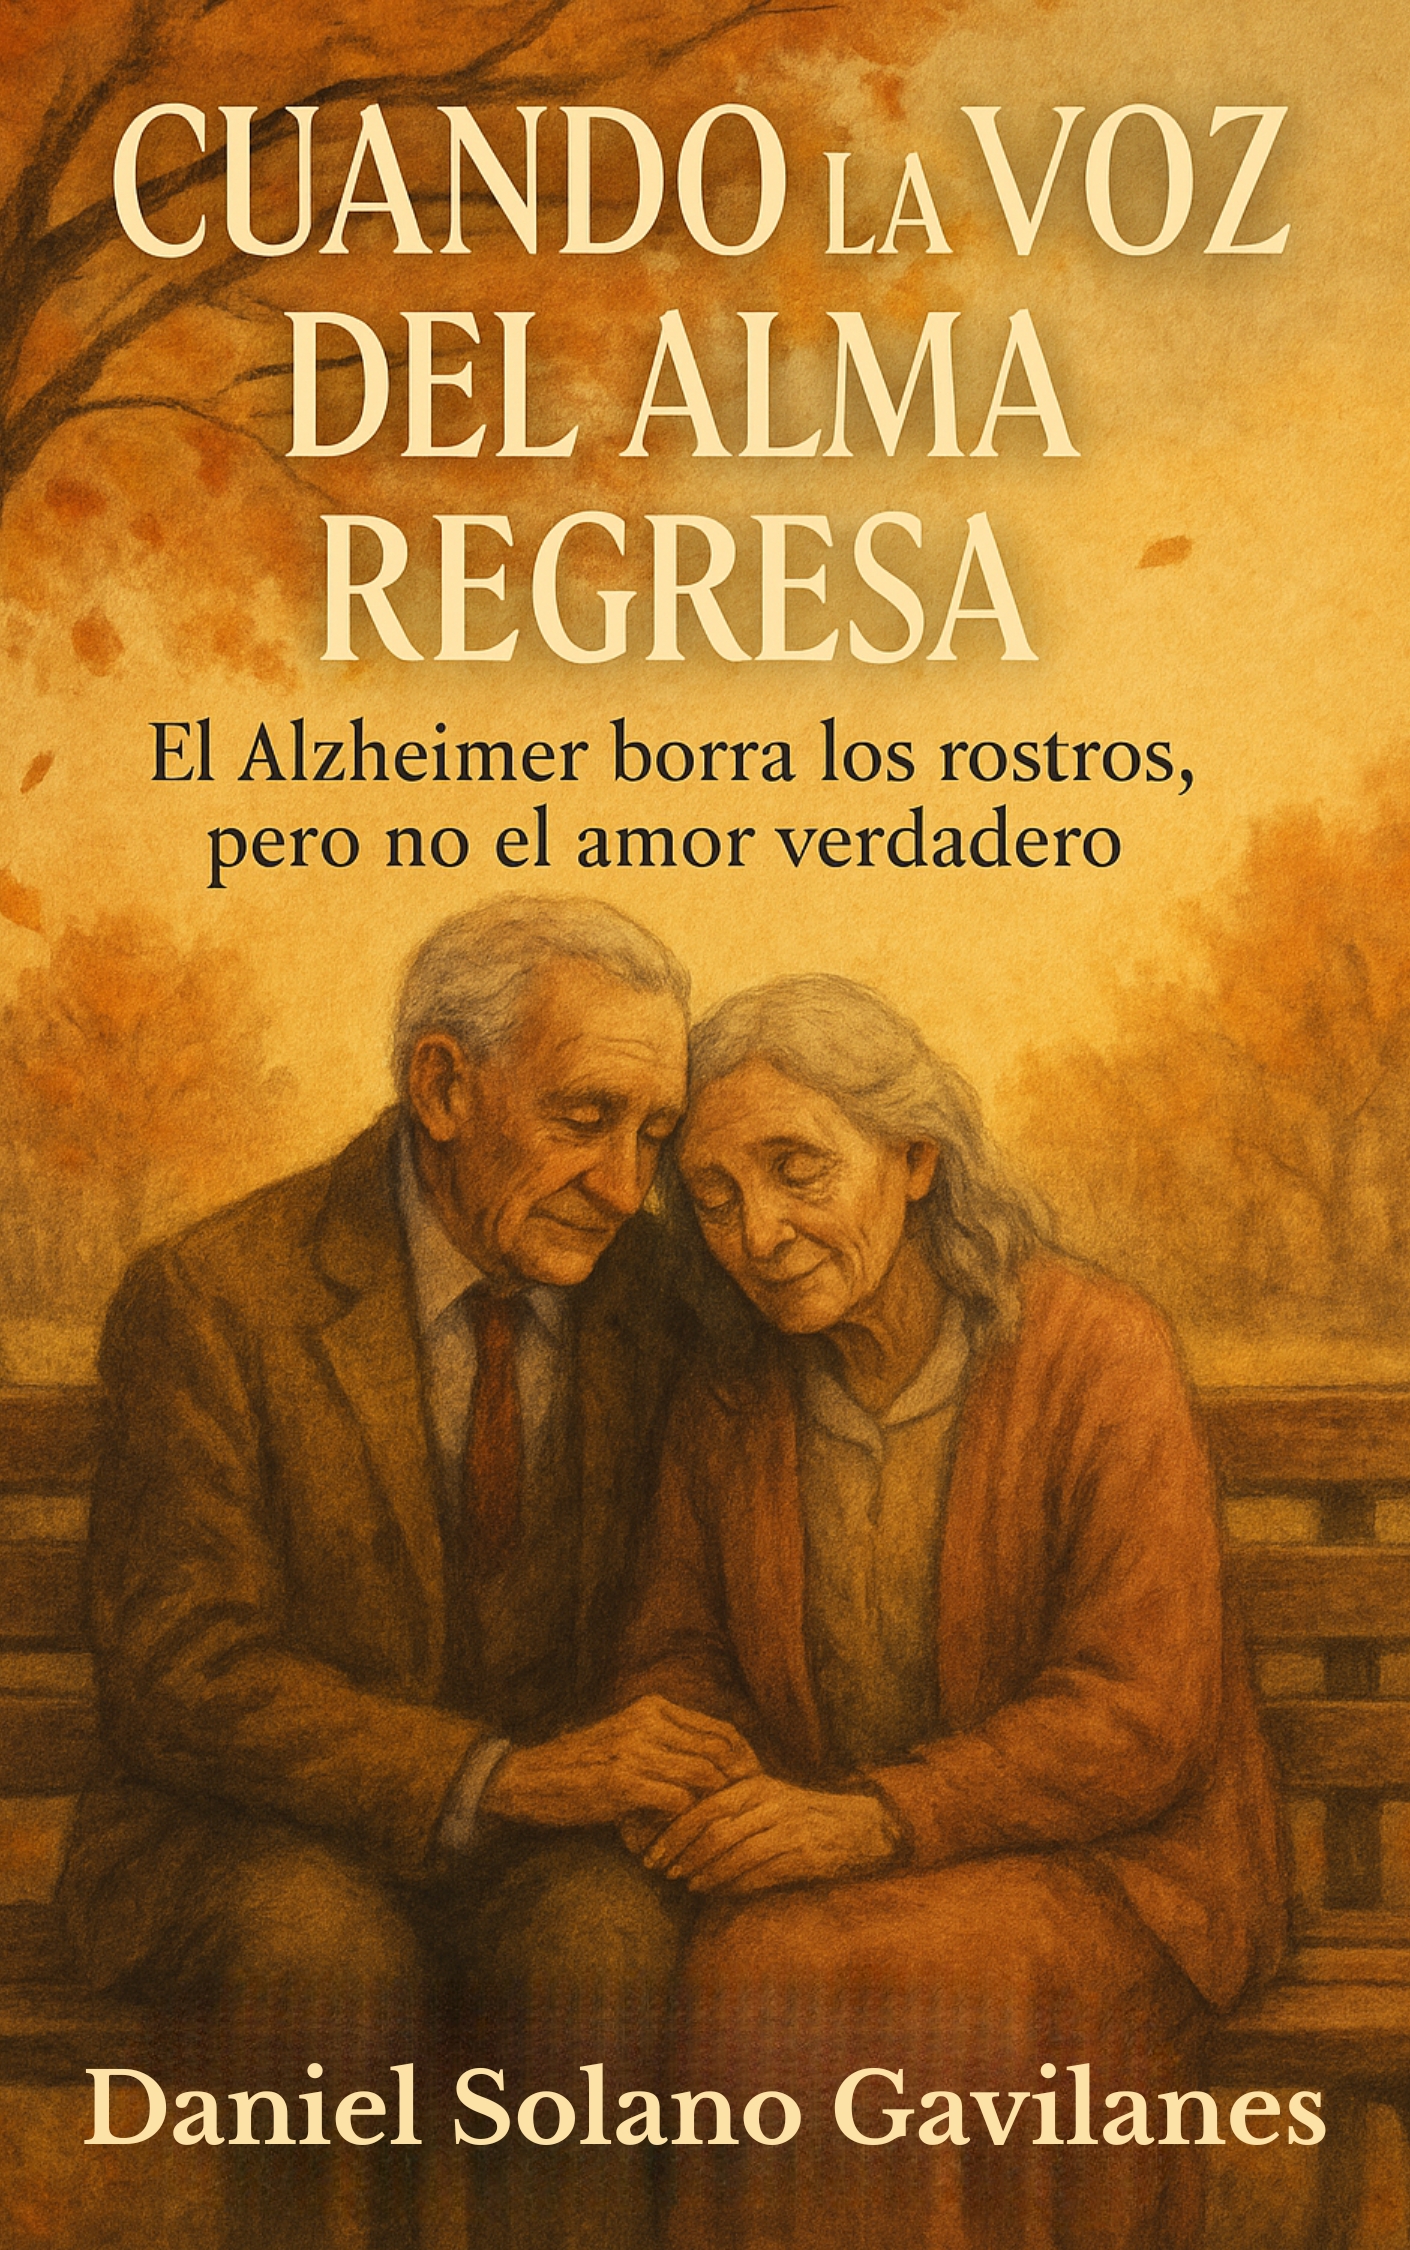 CUANDO LA VOZ
DEL ALMA
REGRESA
El Alzheimer borra los rostros,
pero no el amor verdadero
Daniel Solano Gavilanes